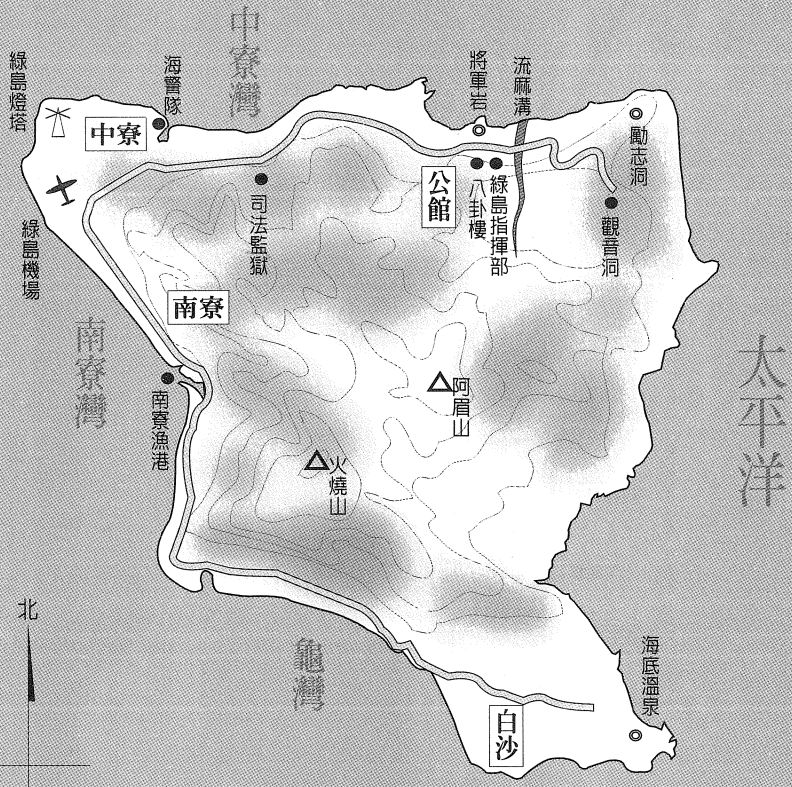 中寮灣
綠島燈塔
海警隊
將軍岩
流麻溝
中寮
勵志洞
公館
八卦樓
綠島指揮部
觀音洞
司法監獄
綠島機場
南寮
南寮灣
太平洋
阿眉山
南寮漁港
火燒山
北
龜灣
海底溫泉
白沙